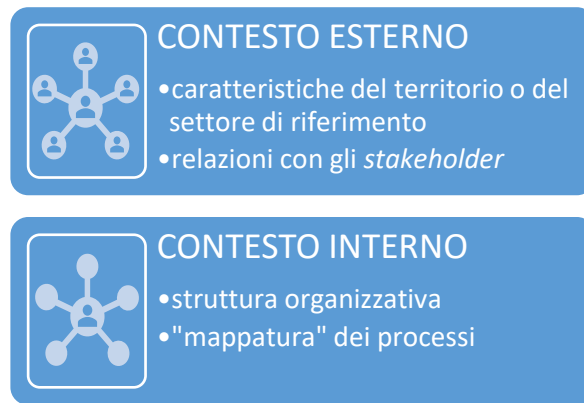 CONTESTO ESTERNO
•caratteristiche del territorio o del
settore di riferimento
•relazioni con gli stakeholder
CONTESTO INTERNO
•struttura organizzativa
•"mappatura" dei processi